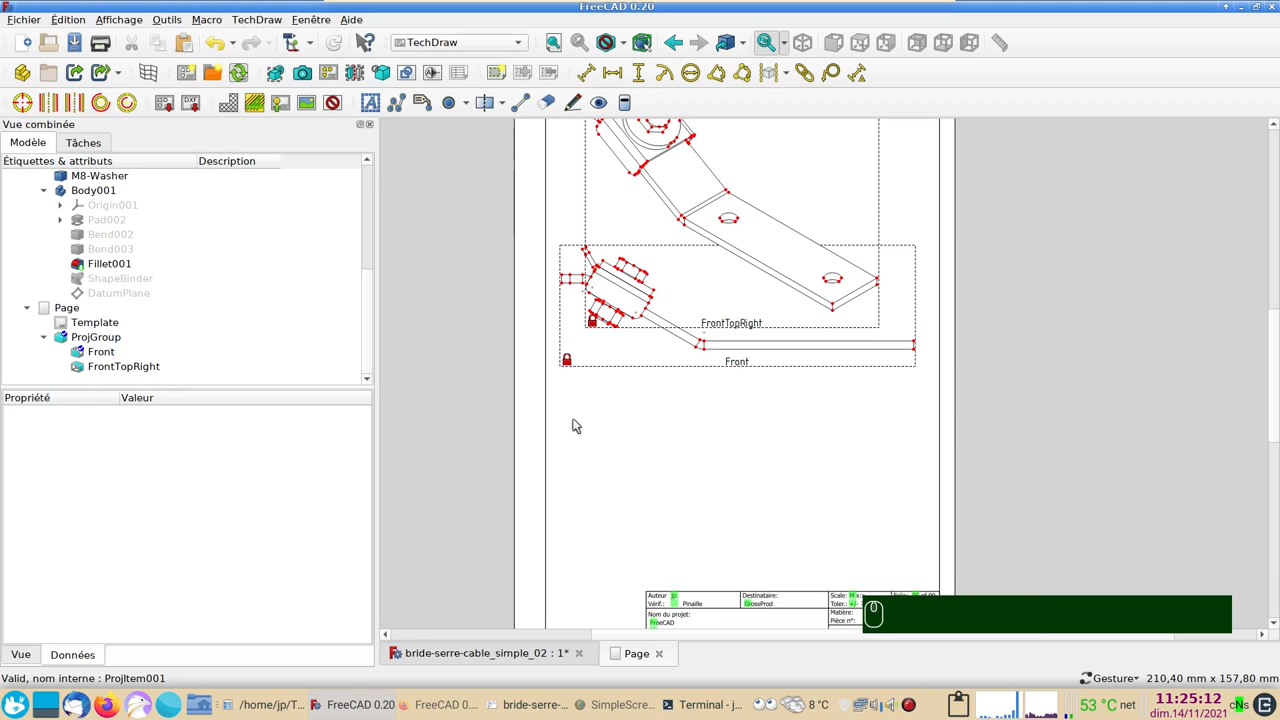 FreeCAD 0.20
Fichier Édition Affichage Outils Macro TechDraw Fenêtre Aide
TechDraw
Vue combinée
Modèle Tâches
Étiquettes & attributs Description
M8-Washer
Body001
Origin001
Pad002
Bend002
Bend003
Fillet001
ShapeBinder
DatumPlane
Page
Template
ProjGroup
Front
FrontTopRight
Propriété Valeur
Vue Données
FrontTopRight
Front
Auteur jp Destinataire: Scale:
Vérif.: Pinaille GrossProd Toler.: +/-
Nom du projet: Matière:
FreeCAD Pièce n°:
bride-serre-cable_simple_02 : 1* Page
Valid, nom interne : ProjItem001 Gesture 210,40 mm x 157,80 mm
/home/jp/T... FreeCAD 0.20 FreeCAD 0.... bride-serre-... SimpleScre... Terminal - j... 8°C 53 °C net 11:25:12
dim.14/11/2021